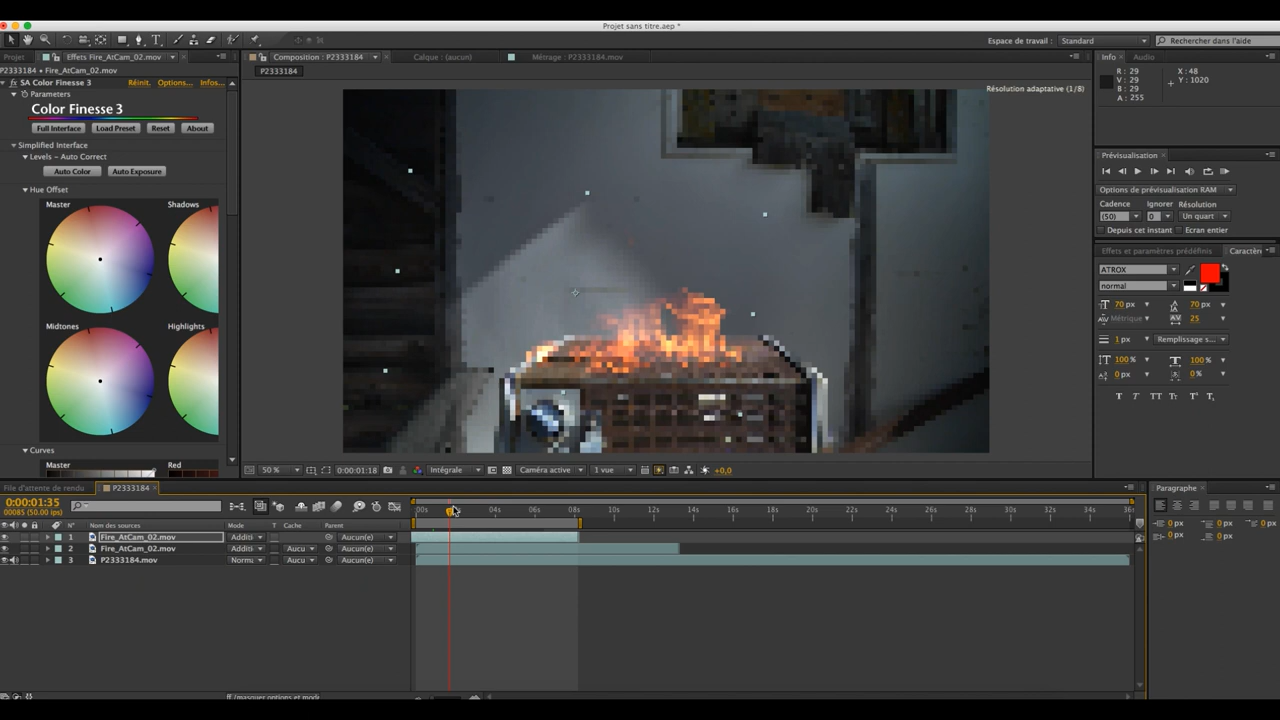 Projet sans titre.aep *
Espace de travail : Standard
Rechercher dans l'aide
Projet
Effets Fire_AtCam_02.mov
Composition : P2333184
Calque : (aucun)
Métrage : P2333184.mov
Info
Audio
P2333184 • Fire_AtCam_02.mov
P2333184
SA Color Finesse 3
Réinit.
Options...
Infos...
Parameters
Color Finesse 3
Full Interface
Load Preset
Reset
About
Simplified Interface
Levels - Auto Correct
Auto Color
Auto Exposure
Hue Offset
Master
Shadows
Midtones
Highlights
Curves
Master
Red
Résolution adaptative (1/8)
R : 29
V : 29
B : 29
A : 255
X : 48
Y : 1020
Prévisualisation
Options de prévisualisation RAM
Cadence
Ignorer
Résolution
(50)
0
Un quart
Depuis cet instant
Ecran entier
Effets et paramètres prédéfinis
Caractère
ATROX
normal
70 px
70 px
Métrique
25
1 px
Remplissage s...
100 %
100 %
0 px
0 %
T T TT Tr T' T,
50 %
0:00:01:18
Intégrale
Caméra active
1 vue
+0,0
File d'attente de rendu
P2333184
0:00:01:35
00085 (50.00 ips)
00s
04s
06s
08s
10s
12s
14s
16s
18s
20s
22s
24s
26s
28s
30s
32s
34s
36s
N°
Nom des sources
Mode
T
Cache
Parent
1 Fire_AtCam_02.mov Additi Aucun(e)
2 Fire_AtCam_02.mov Additi Aucu Aucun(e)
3 P2333184.mov Norm Aucu Aucun(e)
Paragraphe
0 px
0 px
0 px
0 px
0 px
/masquer options et mode